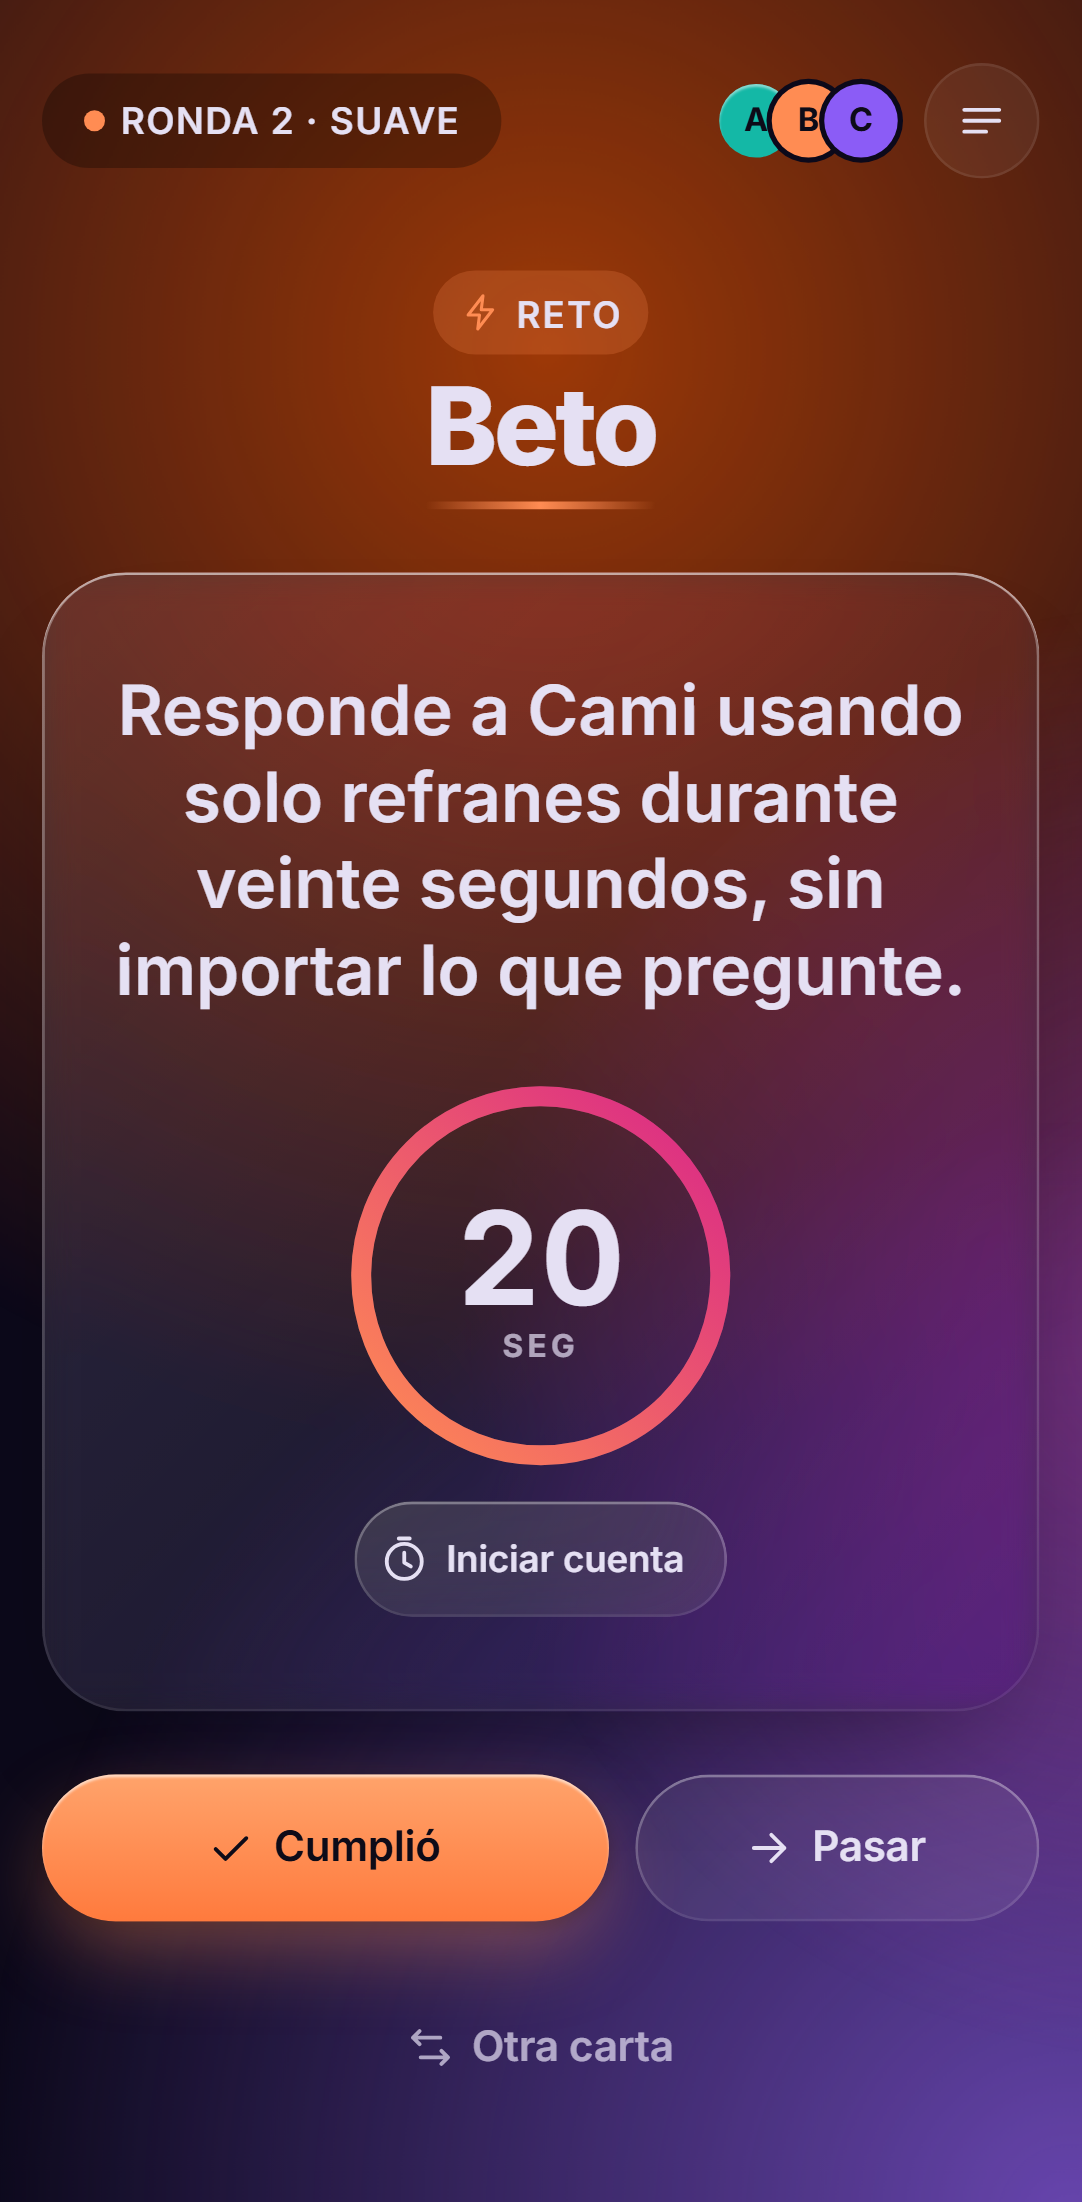 RONDA 2 · SUAVE
A B C
RETO
Beto
Responde a Cami usando
solo refranes durante
veinte segundos, sin
importar lo que pregunte.
20
SEG
Iniciar cuenta
Cumplió
Pasar
Otra carta